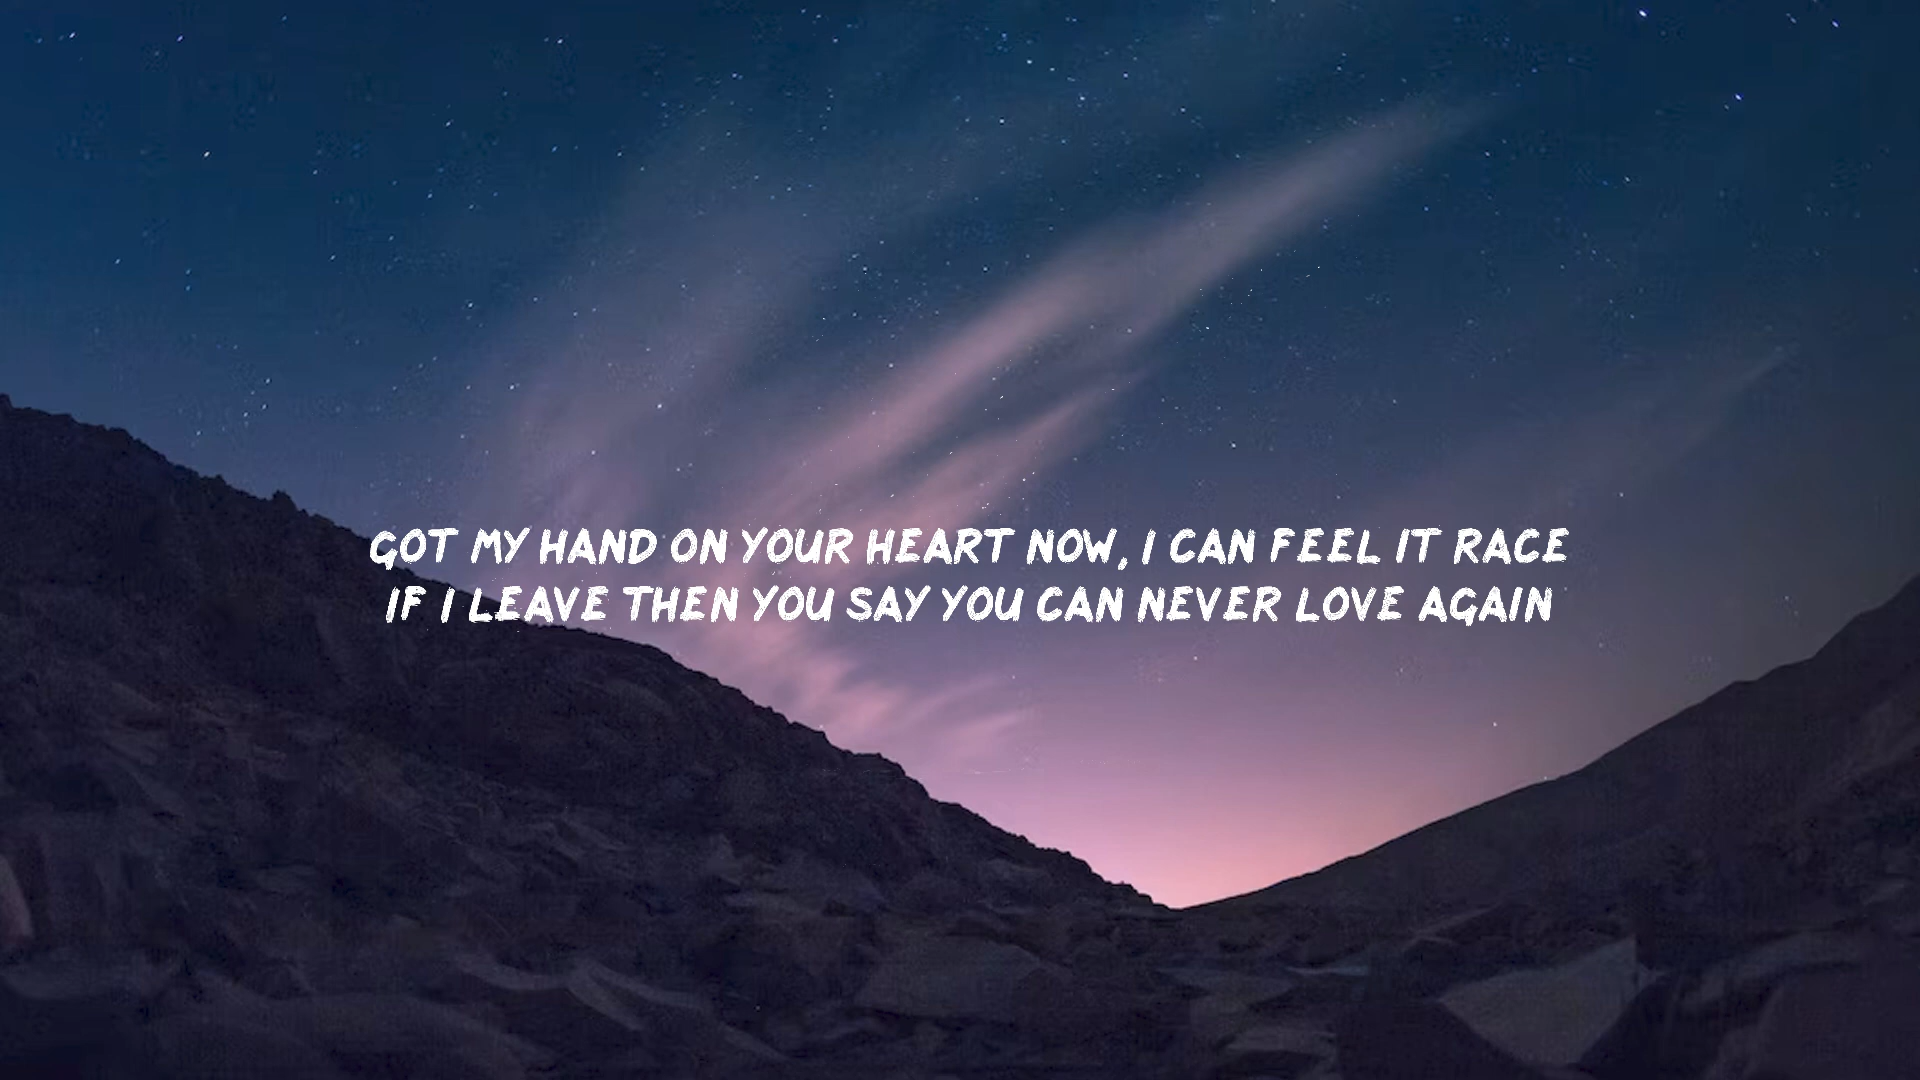 GOT MY HAND ON YOUR HEART NOW, I CAN FEEL IT RACE
IF I LEAVE THEN YOU SAY YOU CAN NEVER LOVE AGAIN